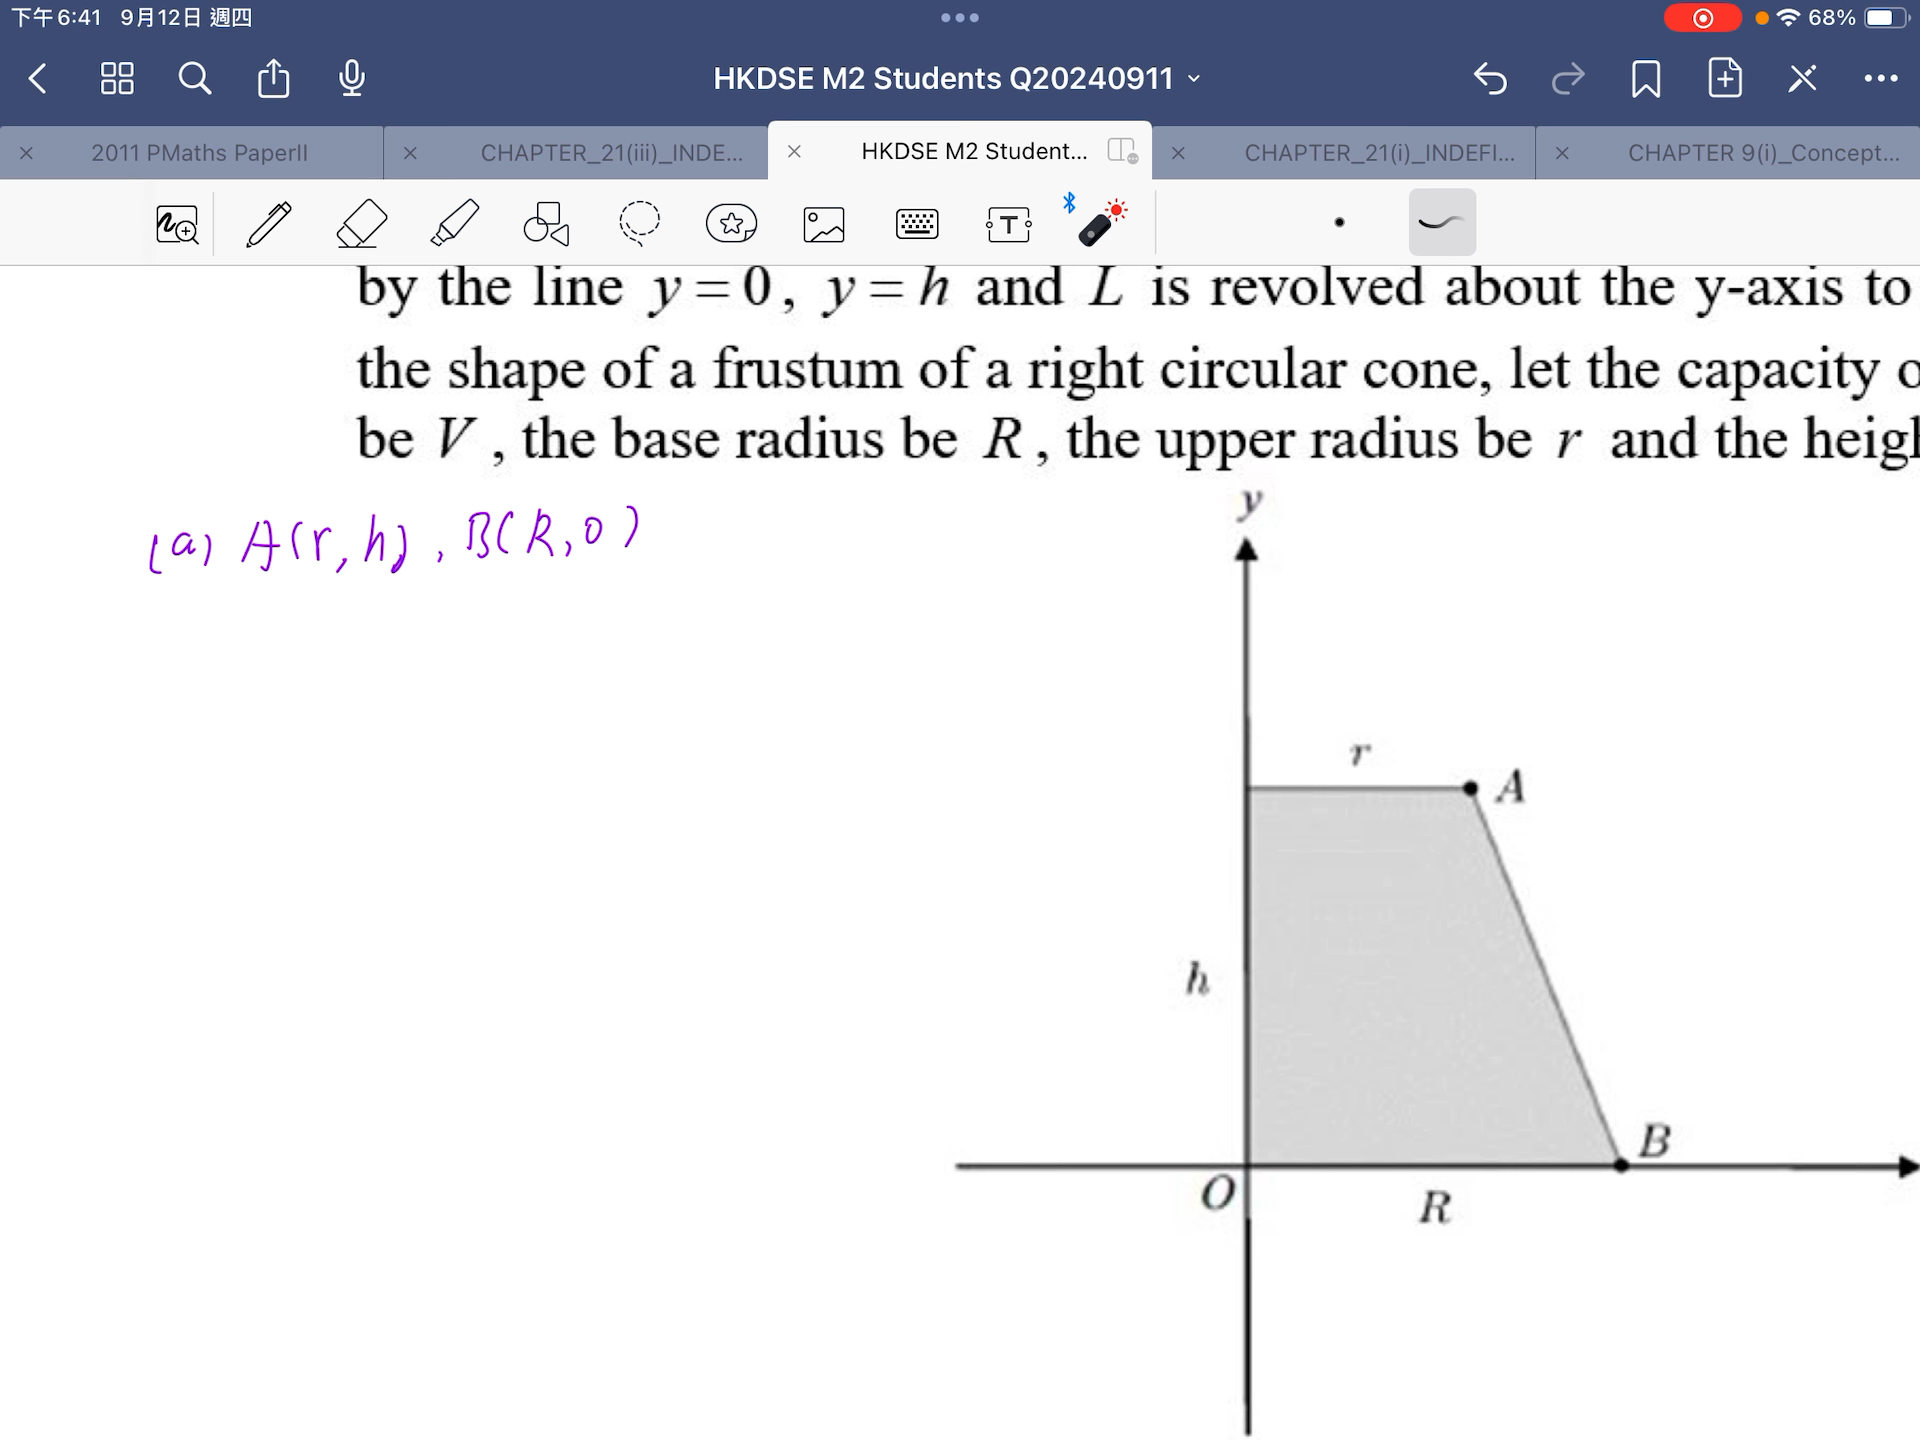 下午6:41 9月12日 週四
68%
HKDSE M2 Students Q20240911
2011 PMaths PaperII
CHAPTER_21(iii)_INDE...
HKDSE M2 Student...
CHAPTER_21(i)_INDEFI...
CHAPTER 9(i)_Concept...
T
by the line y = 0, y = h and L is revolved about the y-axis to
the shape of a frustum of a right circular cone, let the capacity
be V, the base radius be R, the upper radius be r and the
(a) A(r, h), B(R, 0)
y
r
A
h
B
O
R